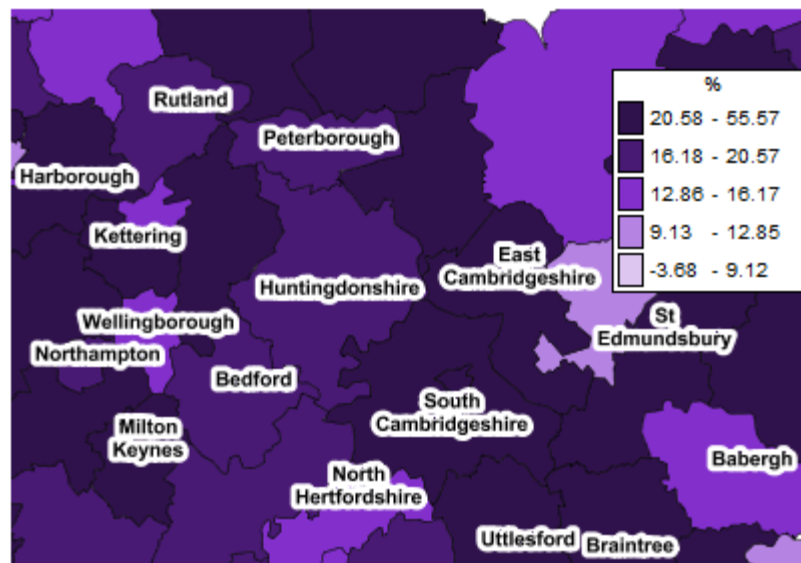 %
20.58 - 55.57
16.18 - 20.57
12.86 - 16.17
9.13 - 12.85
-3.68 - 9.12
Rutland
Peterborough
Harborough
Kettering
East
Cambridgeshire
Huntingdonshire
St
Edmundsbury
Wellingborough
Northampton
Bedford
South
Cambridgeshire
Milton
Keynes
Babergh
North
Hertfordshire
Uttlesford
Braintree